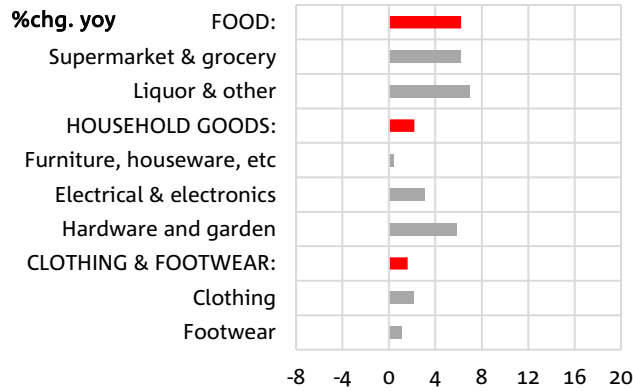 %chg. yoy FOOD:
Supermarket & grocery
Liquor & other
HOUSEHOLD GOODS:
Furniture, houseware, etc
Electrical & electronics
Hardware and garden
CLOTHING & FOOTWEAR:
Clothing
Footwear
-8 -4 0 4 8 12 16 20